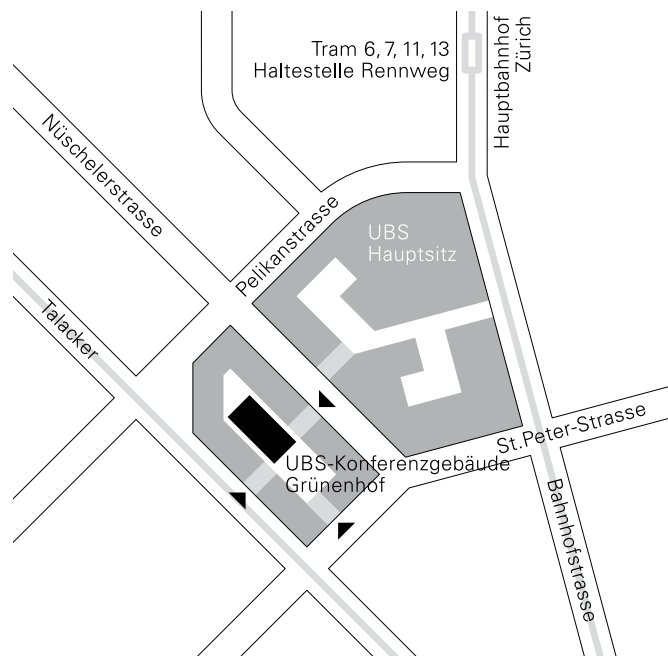 Tram 6, 7, 11, 13
Haltestelle Rennweg
Hauptbahnhof
Zürich
Nüschelerstrasse
Pelikanstrasse
UBS
Hauptsitz
Talacker
St.Peter-Strasse
UBS-Konferenzgebäude
Grünenhof
Bahnhofstrasse